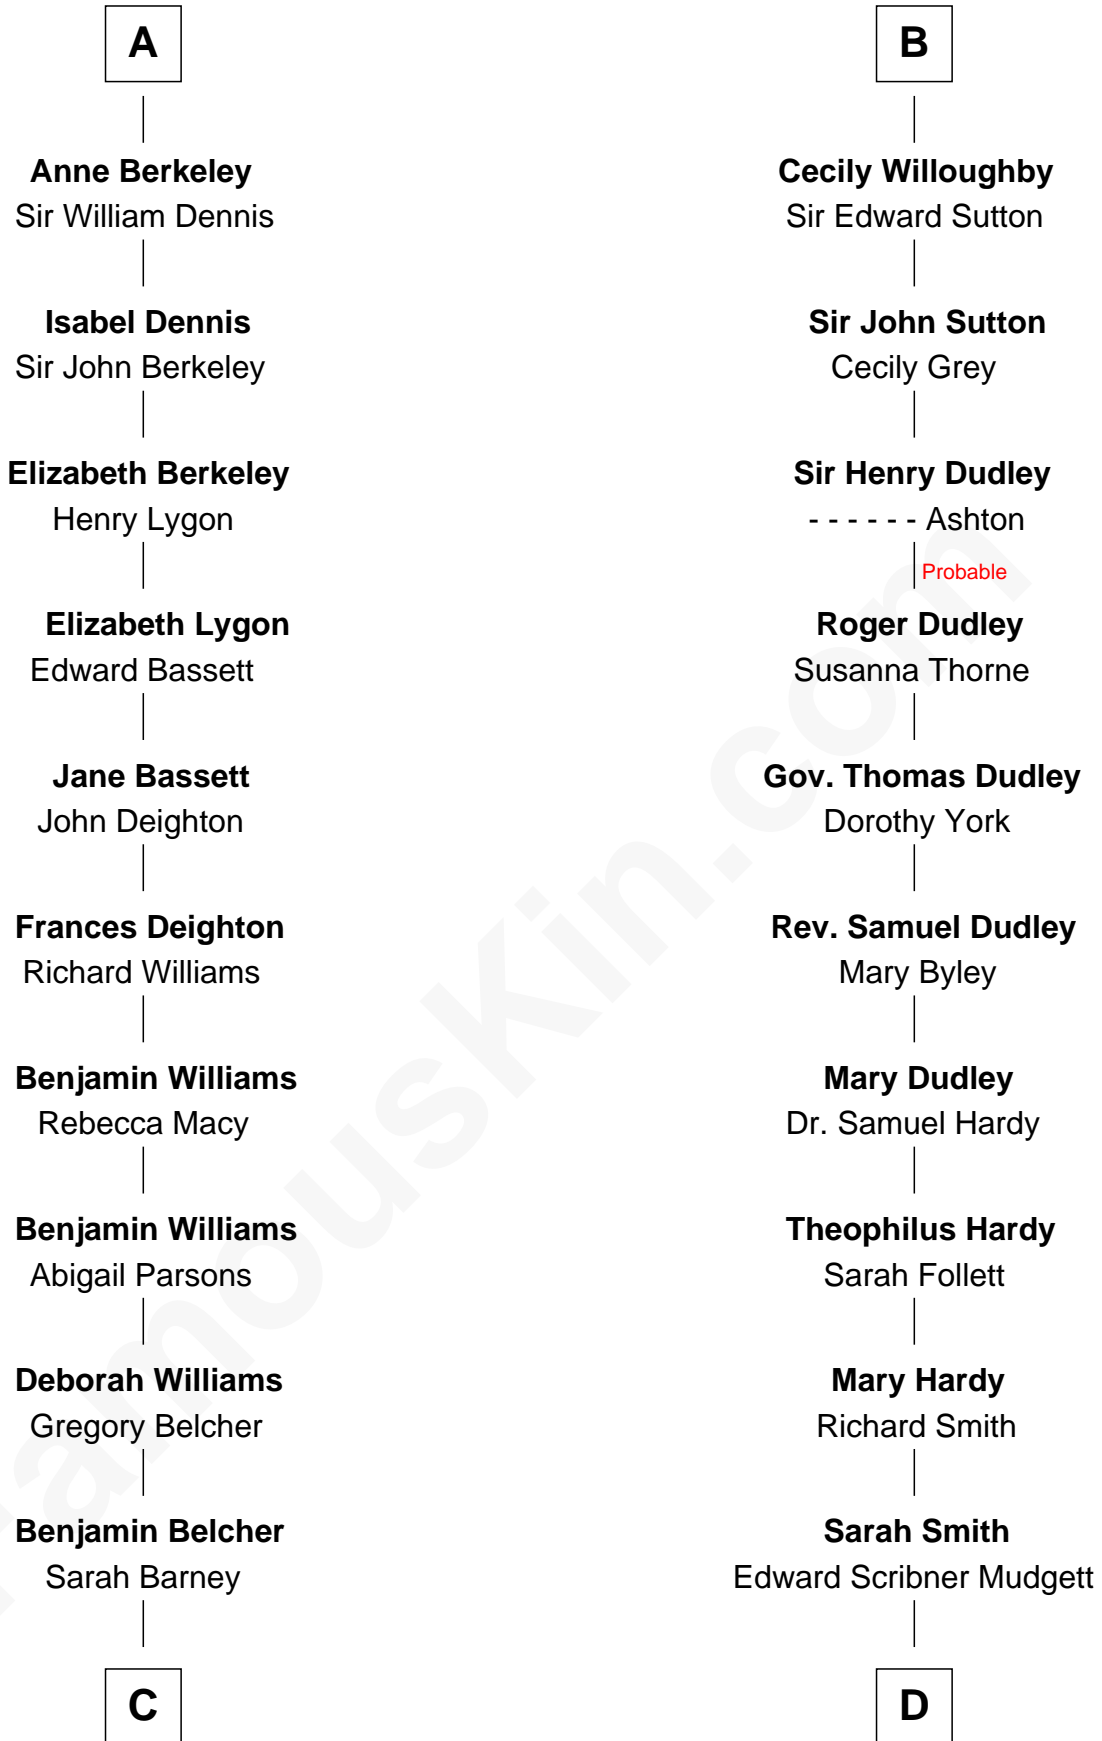 A
Anne Berkeley
Sir William Dennis
Isabel Dennis
Sir John Berkeley
Elizabeth Berkeley
Henry Lygon
Elizabeth Lygon
Edward Bassett
Jane Bassett
John Deighton
Frances Deighton
Richard Williams
Benjamin Williams
Rebecca Macy
Benjamin Williams
Abigail Parsons
Deborah Williams
Gregory Belcher
Benjamin Belcher
Sarah Barney
C
B
Cecily Willoughby
Sir Edward Sutton
Sir John Sutton
Cecily Grey
Sir Henry Dudley
- - - - - - Ashton
Probable
Roger Dudley
Susanna Thorne
Gov. Thomas Dudley
Dorothy York
Rev. Samuel Dudley
Mary Byley
Mary Dudley
Dr. Samuel Hardy
Theophilus Hardy
Sarah Follett
Mary Hardy
Richard Smith
Sarah Smith
Edward Scribner Mudgett
D
FamousKin.com